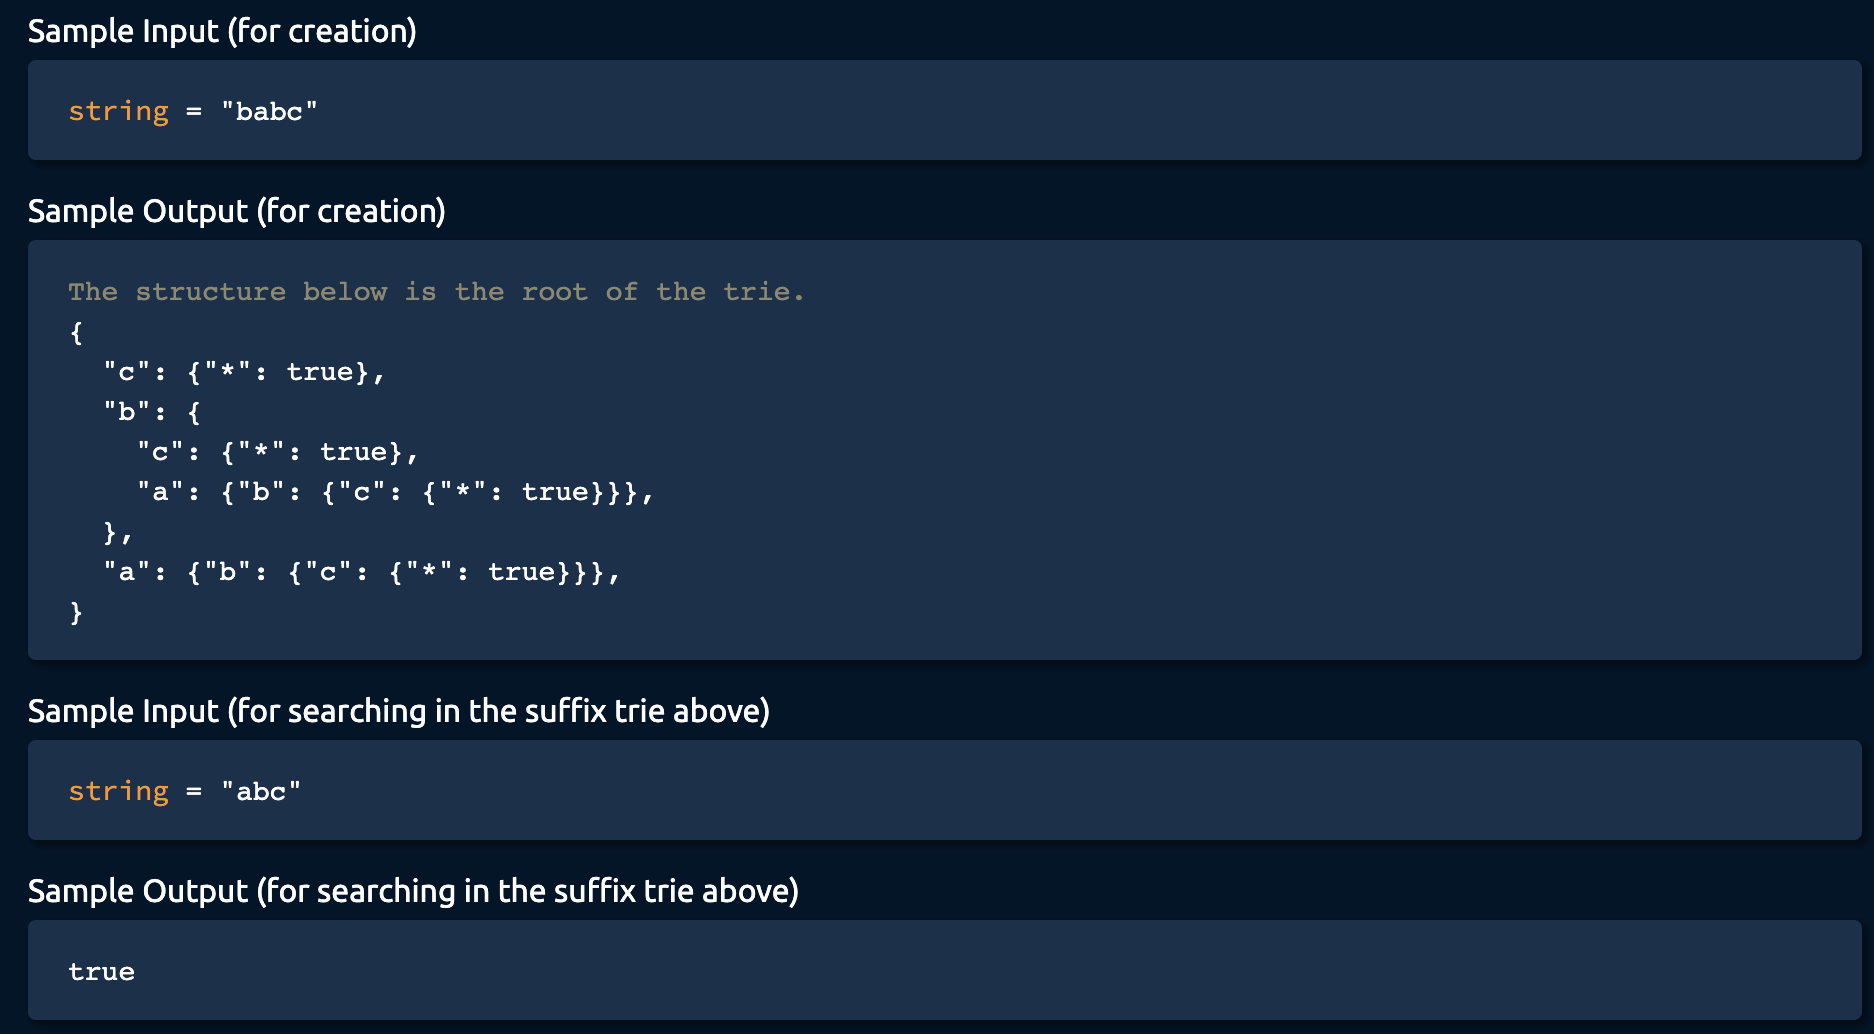 Sample Input (for creation)
string = "babc"
Sample Output (for creation)
The structure below is the root of the trie.
{
  "c": {"*": true},
  "b": {
    "c": {"*": true},
    "a": {"b": {"c": {"*": true}}},
  },
  "a": {"b": {"c": {"*": true}}},
}
Sample Input (for searching in the suffix trie above)
string = "abc"
Sample Output (for searching in the suffix trie above)
true